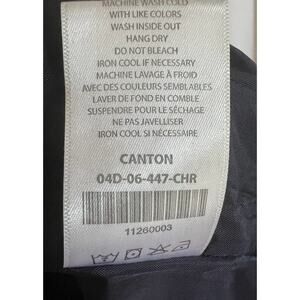 MACHINE WASH COLD
WITH LIKE COLORS
WASH INSIDE OUT
HANG DRY
DO NOT BLEACH
IRON COOL IF NECESSARY
MACHINE LAVAGE À FROID
AVEC DES COULEURS SEMBLABLES
LAVER DE FOND EN COMBLE
SUSPENDRE POUR LE SÉCHAGE
NE PAS JAVELLISER
IRON COOL SI NÉCESSAIRE
CANTON
04D-06-447-CHR
11260003